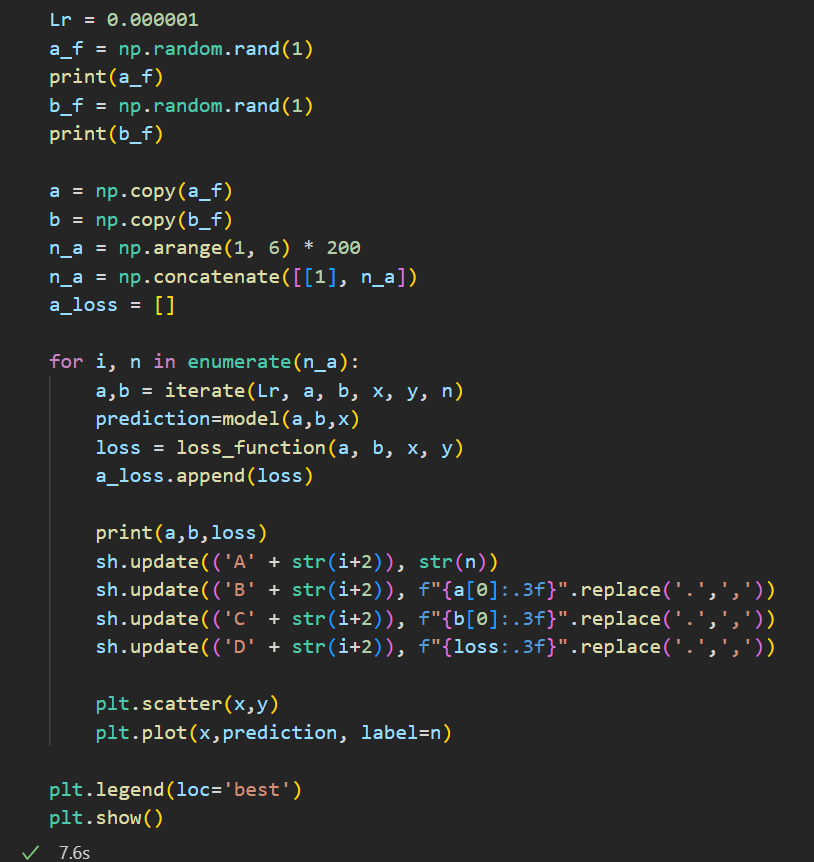 Lr = 0.000001
a_f = np.random.rand(1)
print(a_f)
b_f = np.random.rand(1)
print(b_f)
a = np.copy(a_f)
b = np.copy(b_f)
n_a = np.arange(1, 6) * 200
n_a = np.concatenate([[1], n_a])
a_loss = []
for i, n in enumerate(n_a):
    a,b = iterate(Lr, a, b, x, y, n)
    prediction=model(a,b,x)
    loss = loss_function(a, b, x, y)
    a_loss.append(loss)
    print(a,b,loss)
    sh.update(('A' + str(i+2)), str(n))
    sh.update(('B' + str(i+2)), f"{a[0]:.3f}".replace('.',','))
    sh.update(('C' + str(i+2)), f"{b[0]:.3f}".replace('.',','))
    sh.update(('D' + str(i+2)), f"{loss:.3f}".replace('.',','))
    plt.scatter(x,y)
    plt.plot(x,prediction, label=n)
plt.legend(loc='best')
plt.show()
7.6s